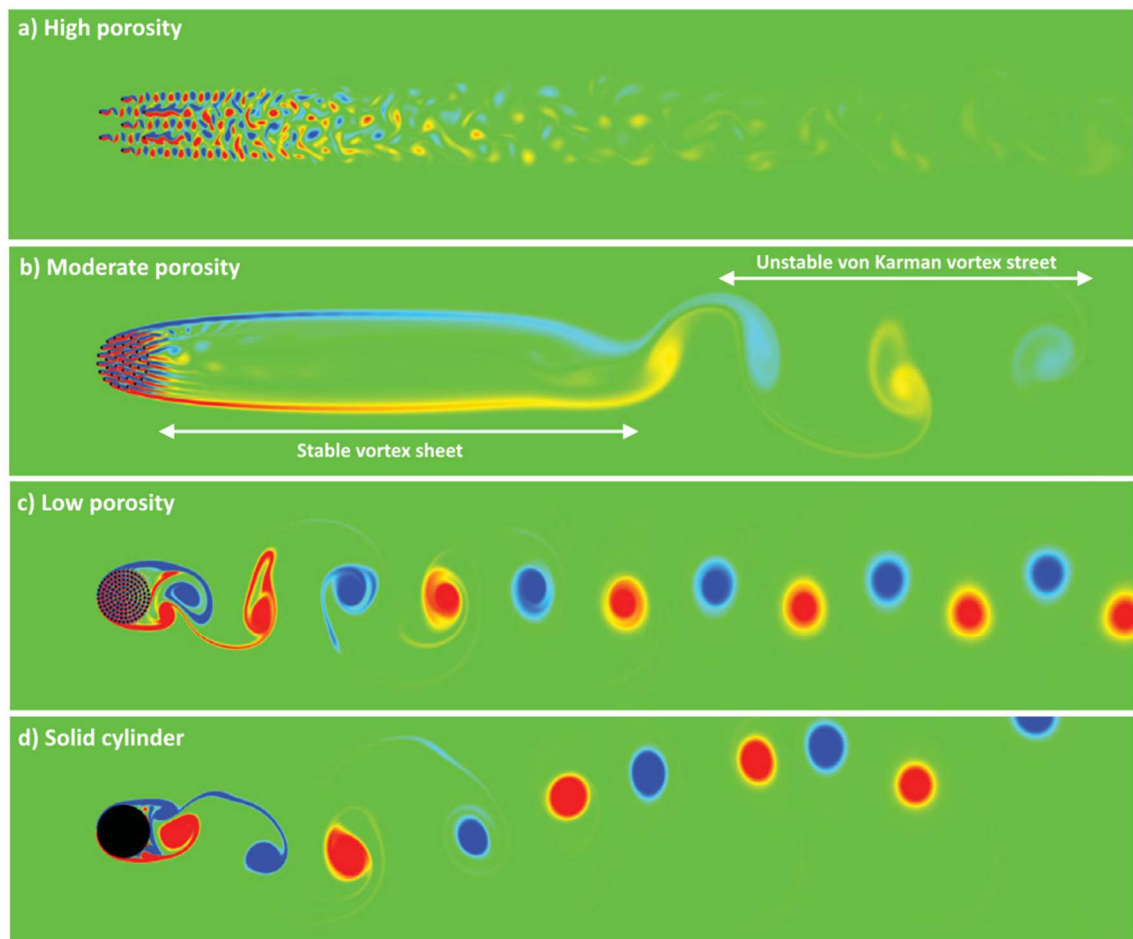 a) High porosity
b) Moderate porosity
Unstable von Karman vortex street
Stable vortex sheet
c) Low porosity
d) Solid cylinder